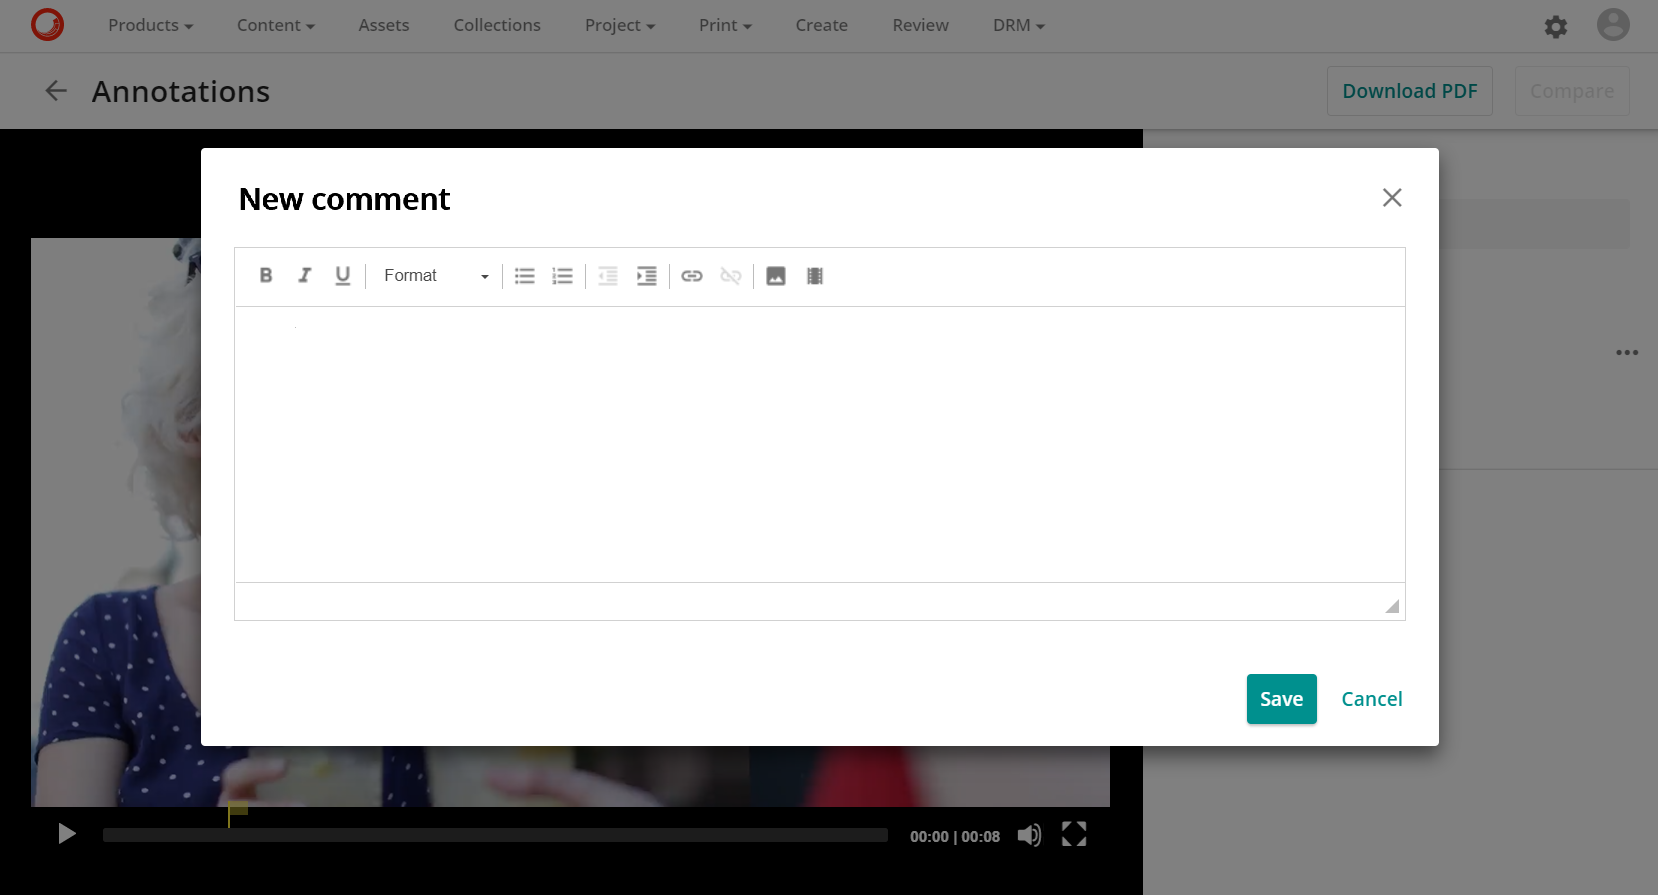 Products Content Assets Collections Project Print Create Review DRM
Annotations Download PDF Compare
New comment
B I U Format
Save Cancel
00:00 | 00:08